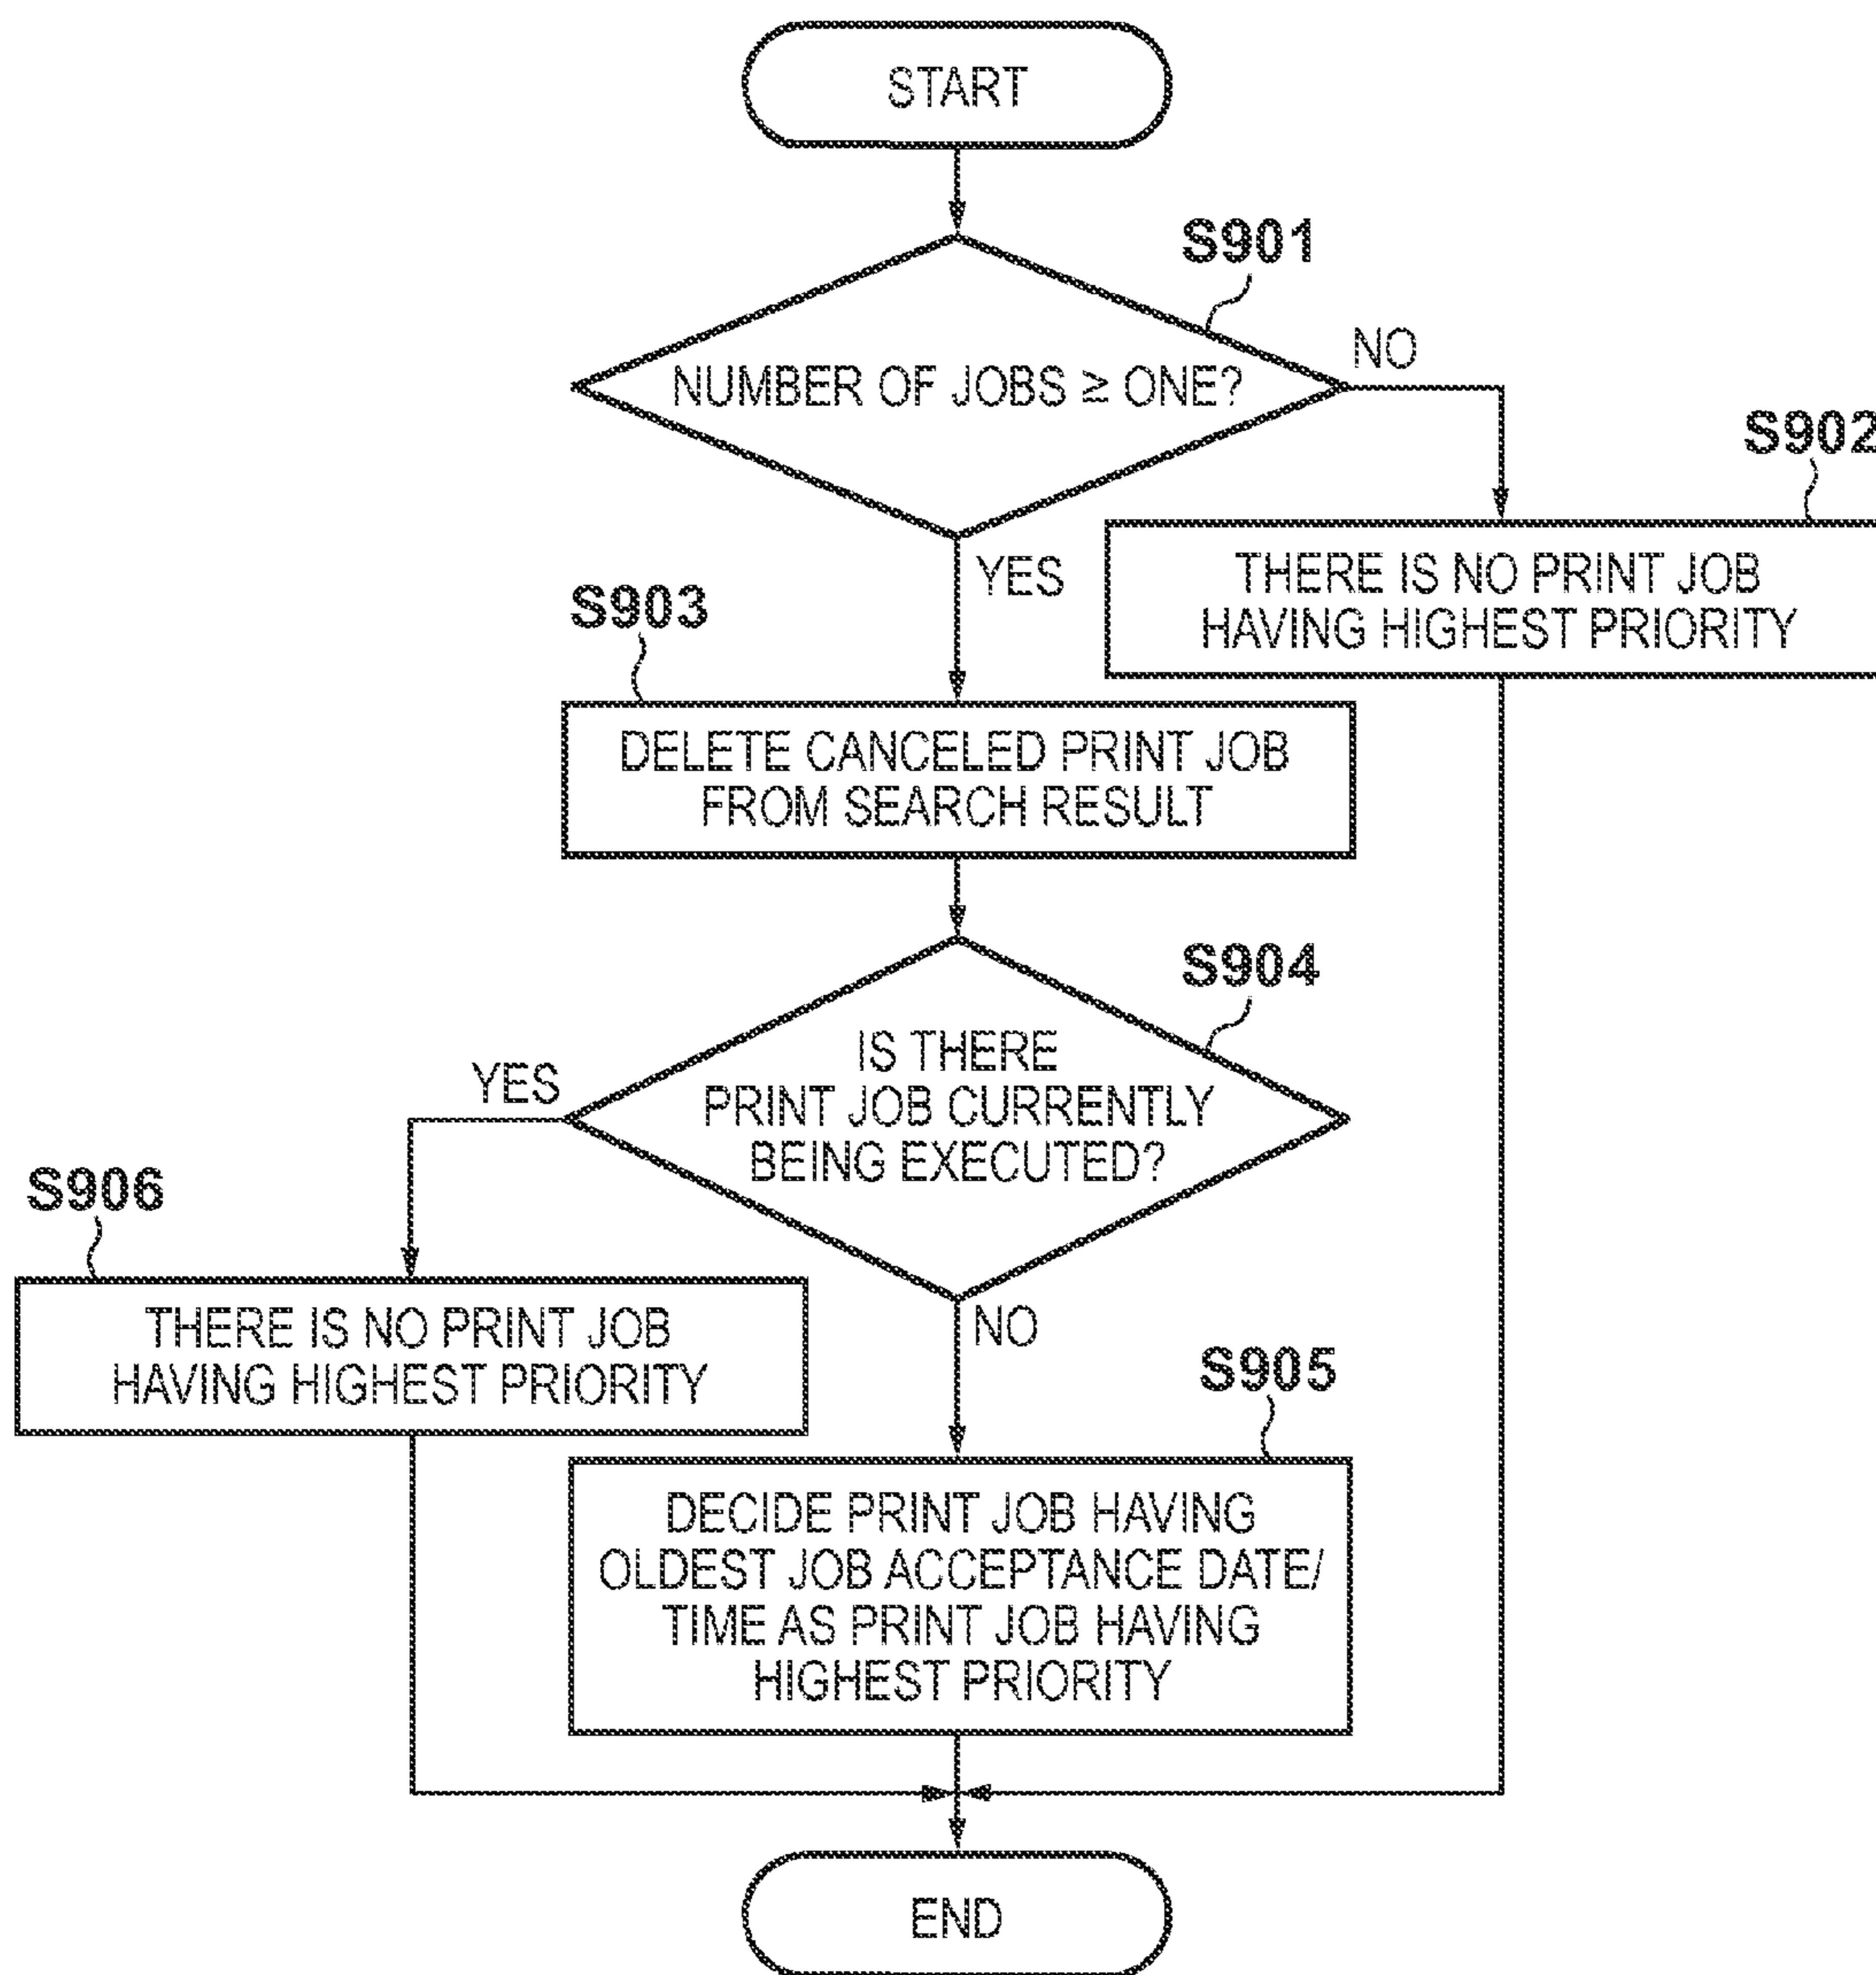 START
S901
NUMBER OF JOBS ≥ ONE?
NO
S902
YES
THERE IS NO PRINT JOB
HAVING HIGHEST PRIORITY
S903
DELETE CANCELED PRINT JOB
FROM SEARCH RESULT
S904
IS THERE
PRINT JOB CURRENTLY
BEING EXECUTED?
YES
S906
THERE IS NO PRINT JOB
HAVING HIGHEST PRIORITY
NO
S905
DECIDE PRINT JOB HAVING
OLDEST JOB ACCEPTANCE DATE/
TIME AS PRINT JOB HAVING
HIGHEST PRIORITY
END